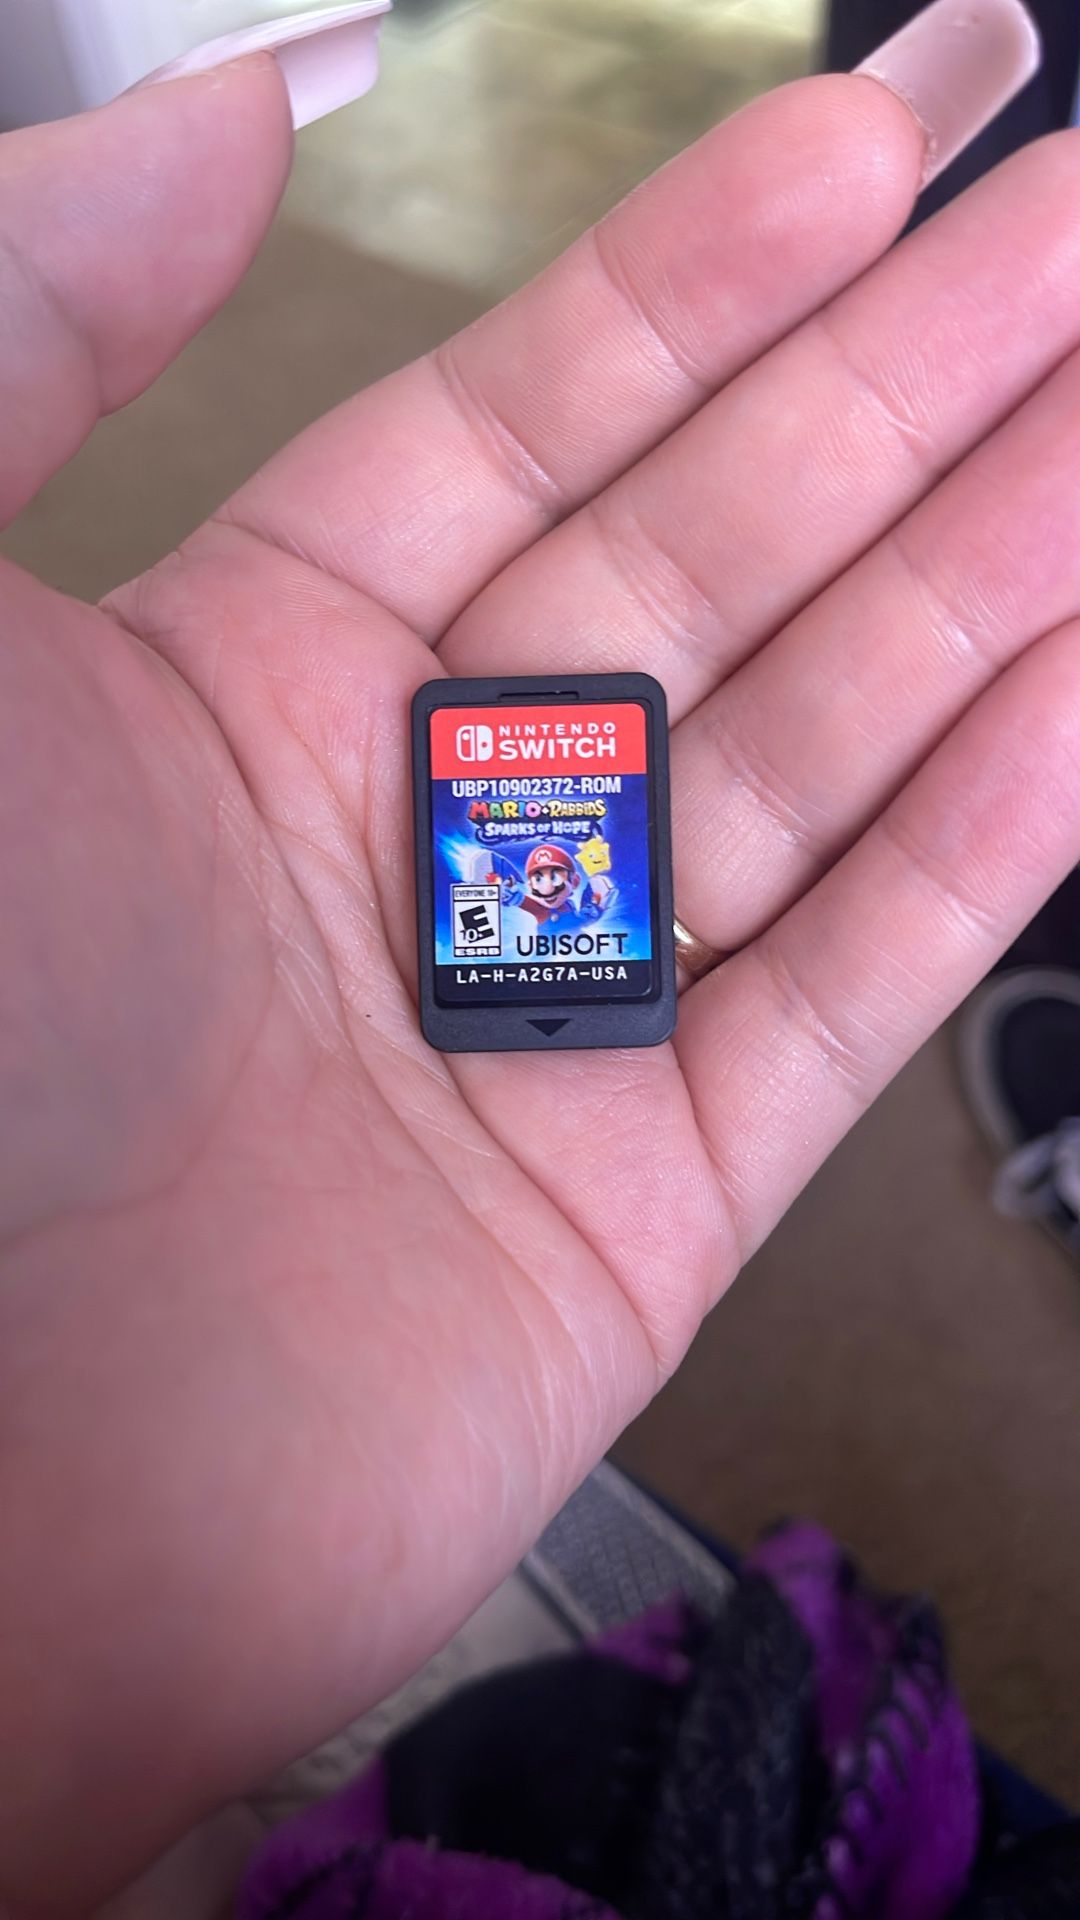 NINTENDO
SWITCH
UBP10902372-ROM
MARIO+RABBIDS
SPARKS OF HOPE
M
EVERYONE 10+
E
10+
ESRB
UBISOFT
LA-H-A2G7A-USA